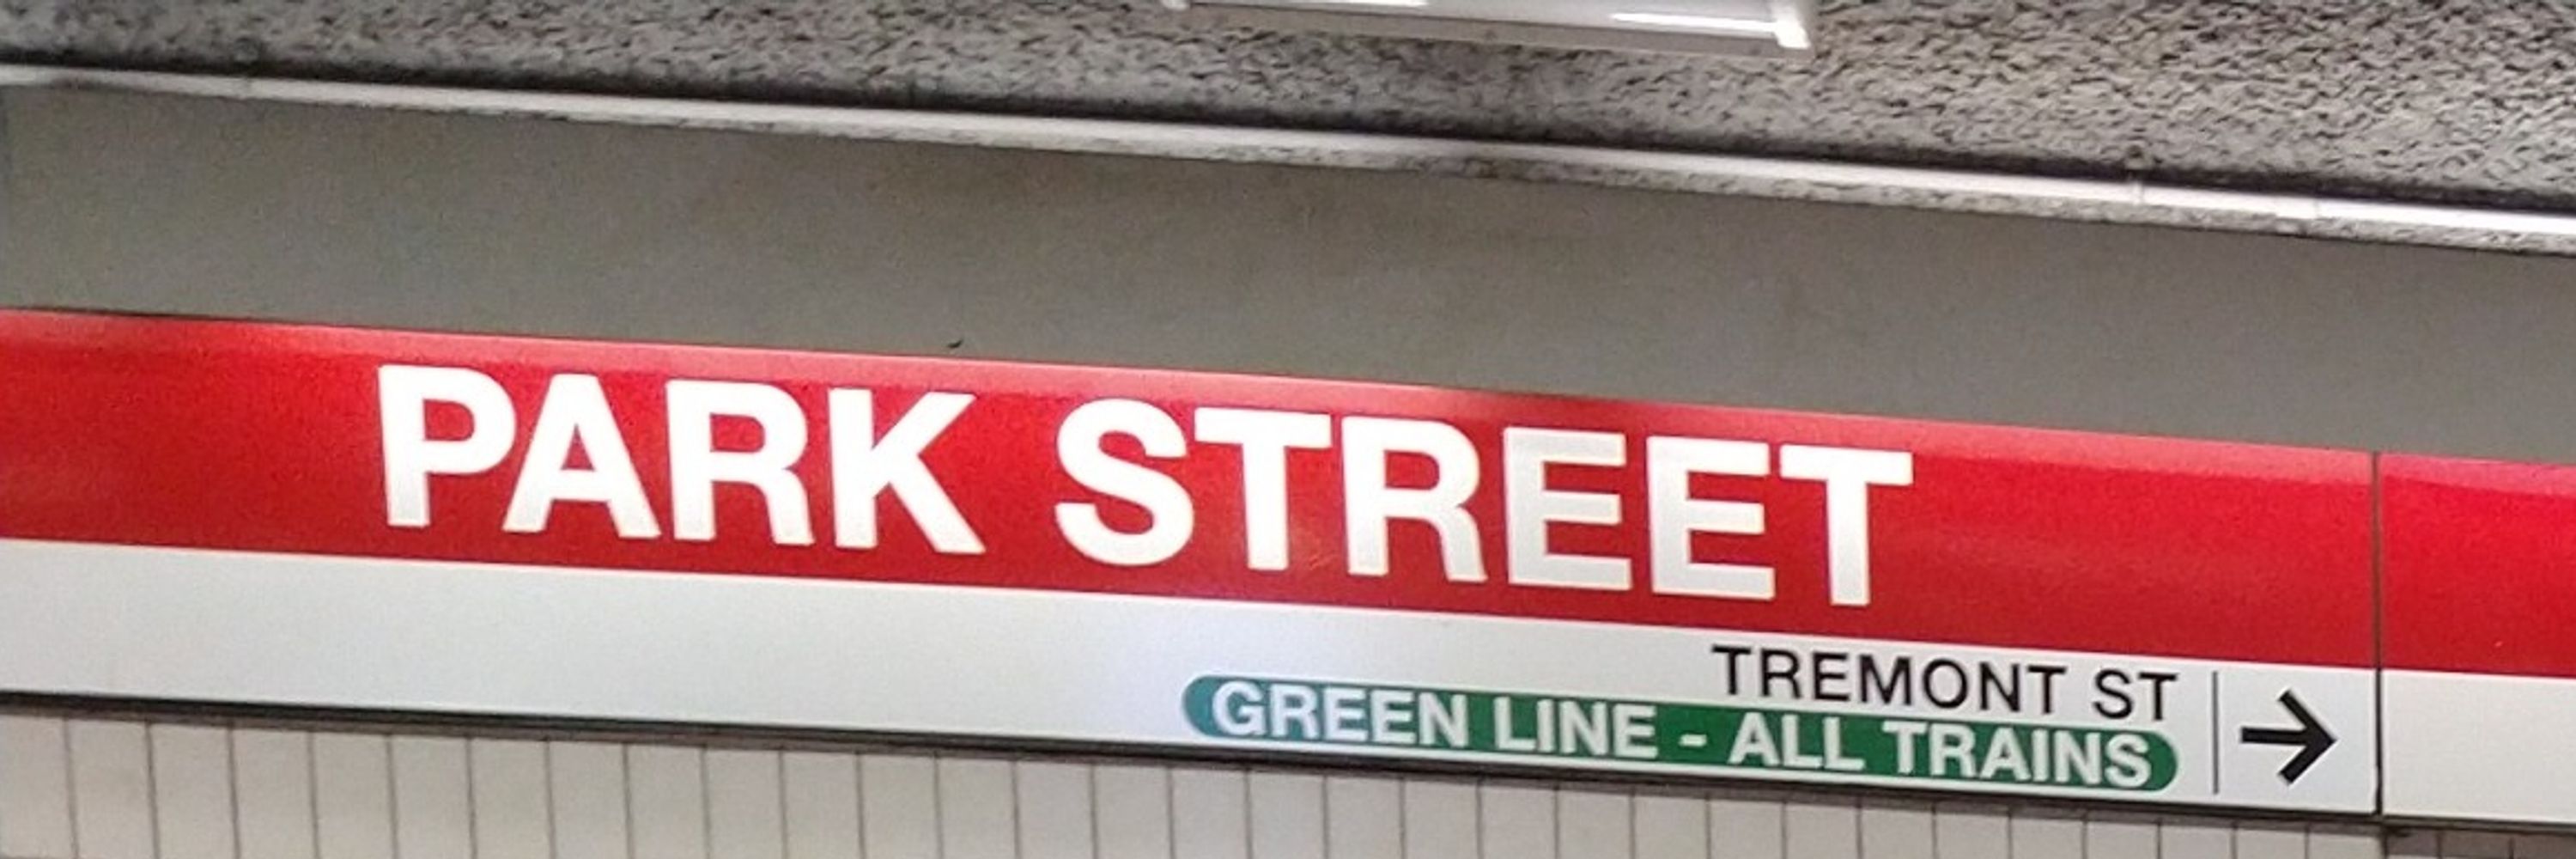 PARK STREET
TREMONT ST
GREEN LINE - ALL TRAINS